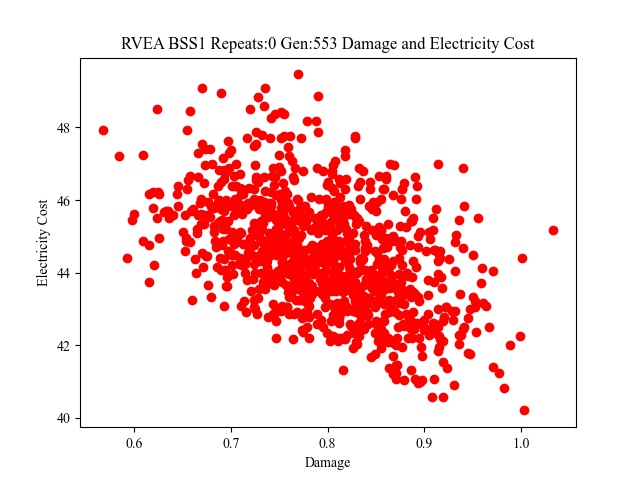 RVEA BSS1 Repeats:0 Gen:553 Damage and Electricity Cost
48
46
44
42
40
Electricity Cost
0.6 0.7 0.8 0.9 1.0
Damage